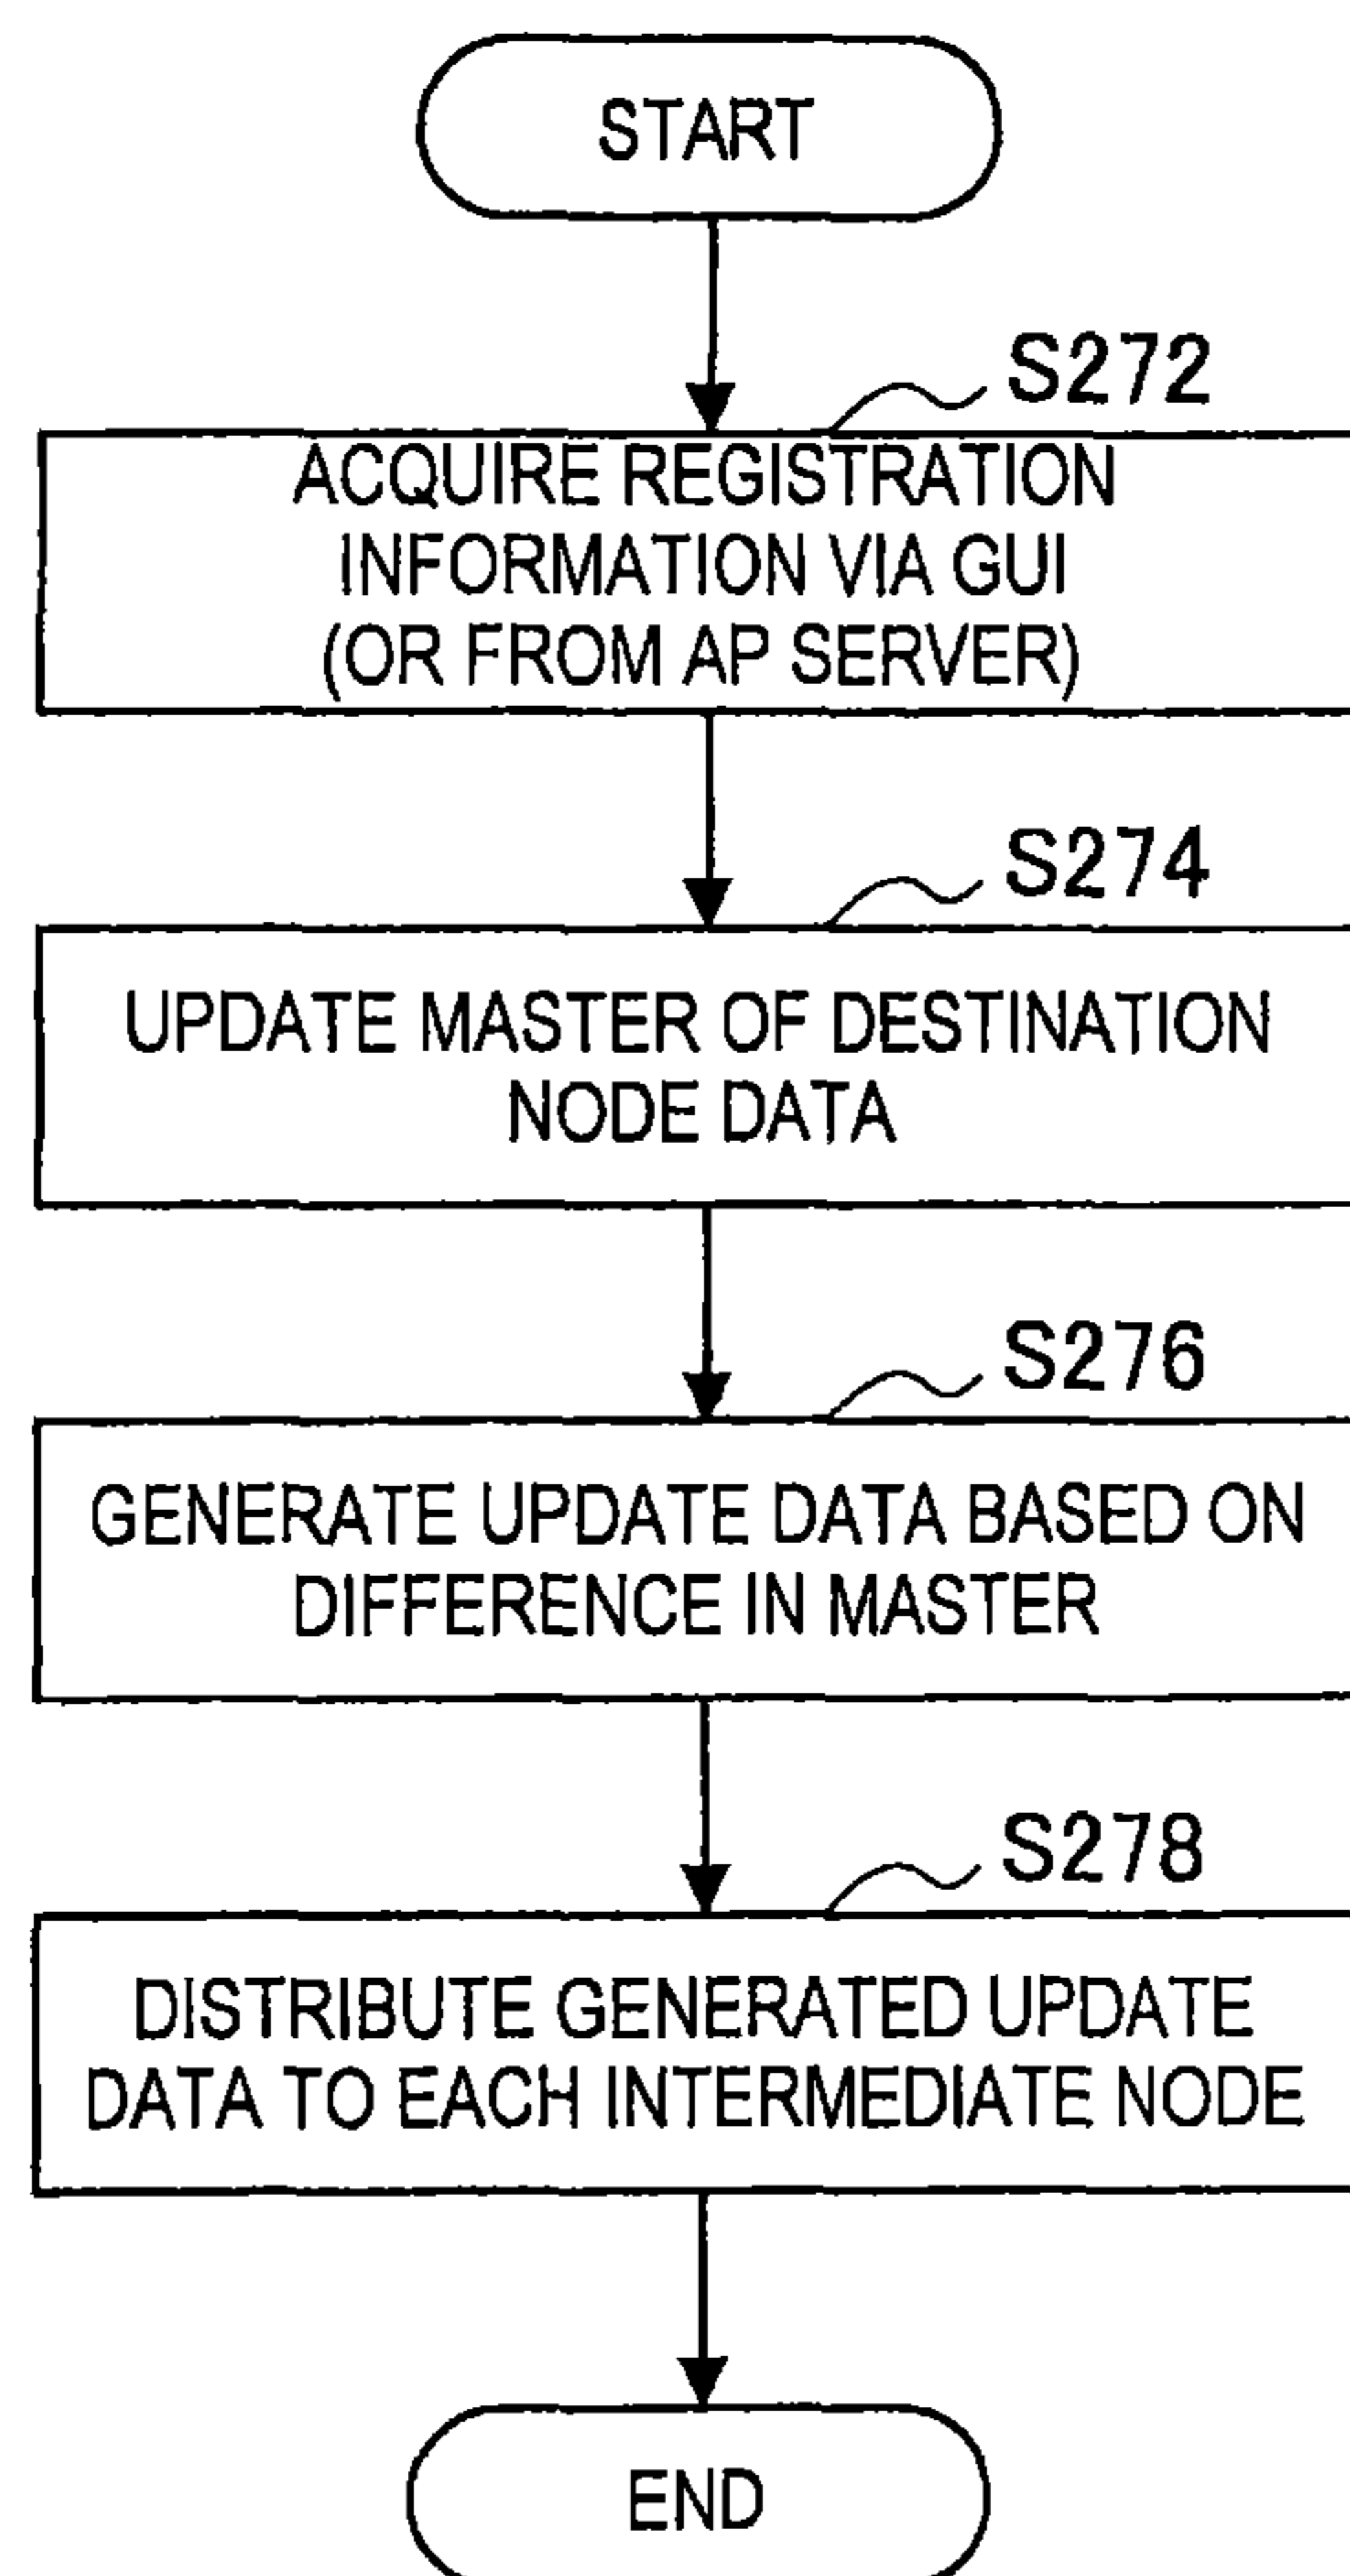 START
S272
ACQUIRE REGISTRATION
INFORMATION VIA GUI
(OR FROM AP SERVER)
S274
UPDATE MASTER OF DESTINATION
NODE DATA
S276
GENERATE UPDATE DATA BASED ON
DIFFERENCE IN MASTER
S278
DISTRIBUTE GENERATED UPDATE
DATA TO EACH INTERMEDIATE NODE
END